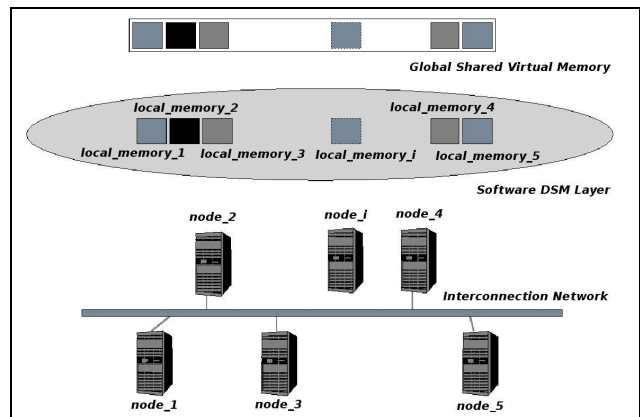 Global Shared Virtual Memory
local_memory_2
local_memory_4
local_memory_1
local_memory_3
local_memory_i
local_memory_5
Software DSM Layer
node_2
node_i
node_4
Interconnection Network
node_1
node_3
node_5